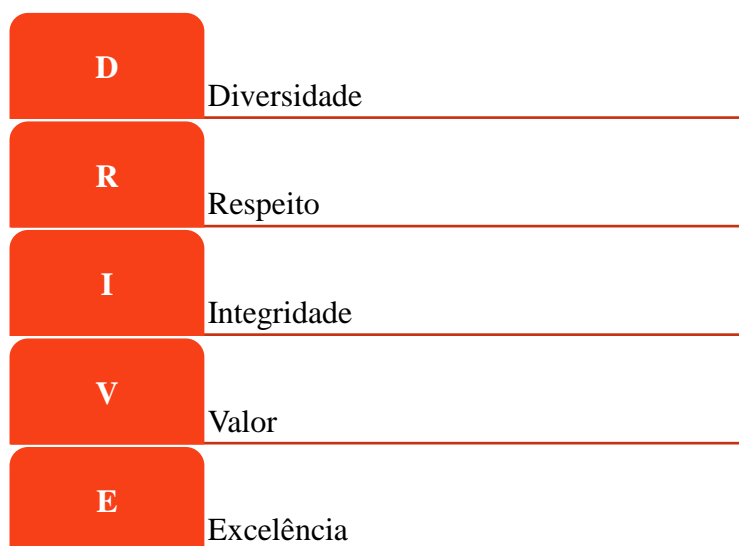 D
Diversidade
R
Respeito
I
Integridade
V
Valor
E
Excelência